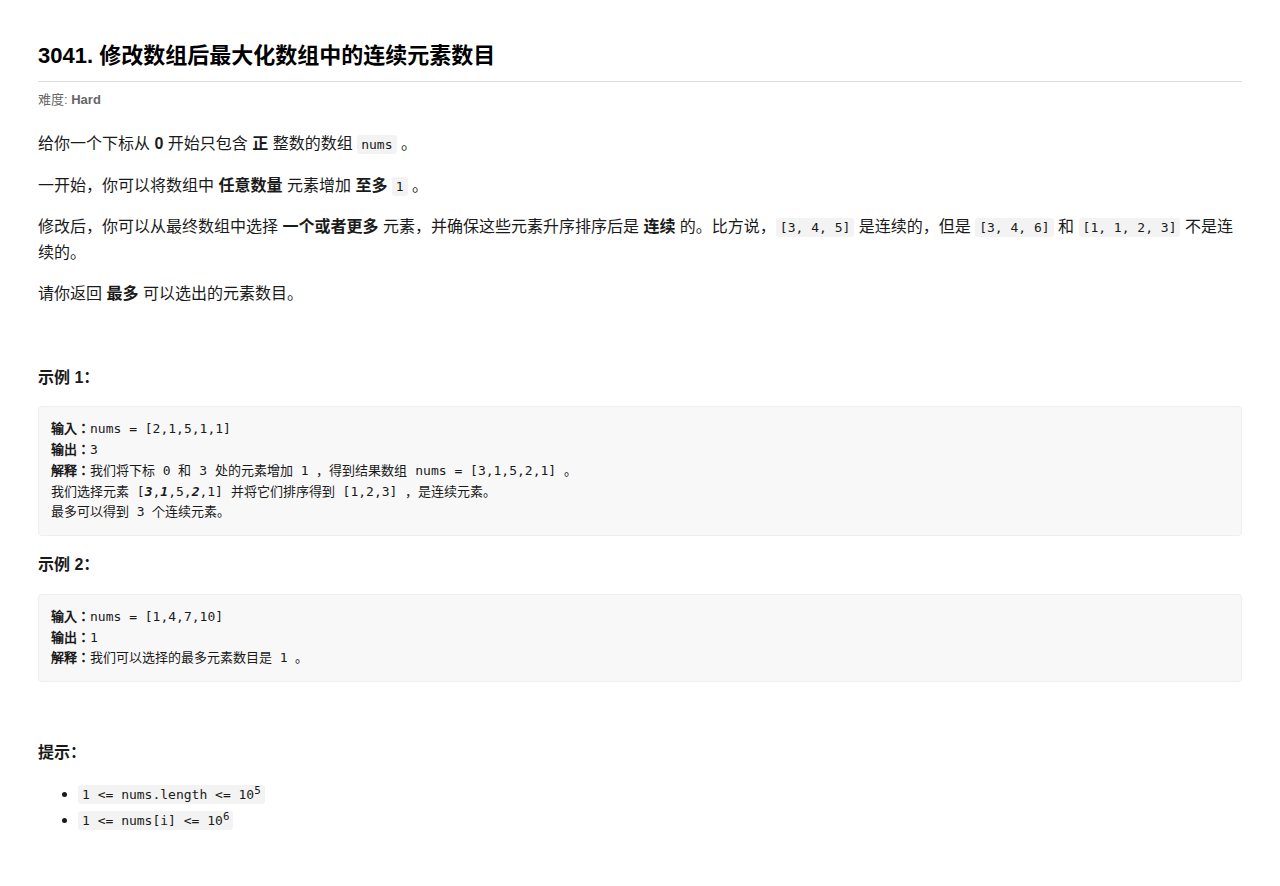 3041. 修改数组后最大化数组中的连续元素数目
难度: Hard
给你一个下标从 0 开始只包含 正 整数的数组 nums 。
一开始，你可以将数组中 任意数量 元素增加 至多 1 。
修改后，你可以从最终数组中选择 一个或者更多 元素，并确保这些元素升序排序后是 连续 的。比方说，[3, 4, 5] 是连续的，但是 [3, 4, 6] 和 [1, 1, 2, 3] 不是连
续的。
请你返回 最多 可以选出的元素数目。
示例 1：
输入：nums = [2,1,5,1,1]
输出：3
解释：我们将下标 0 和 3 处的元素增加 1 ，得到结果数组 nums = [3,1,5,2,1] 。
我们选择元素 [3,1,5,2,1] 并将它们排序得到 [1,2,3] ，是连续元素。
最多可以得到 3 个连续元素。
示例 2：
输入：nums = [1,4,7,10]
输出：1
解释：我们可以选择的最多元素数目是 1 。
提示：
1 <= nums.length <= 10^5
1 <= nums[i] <= 10^6